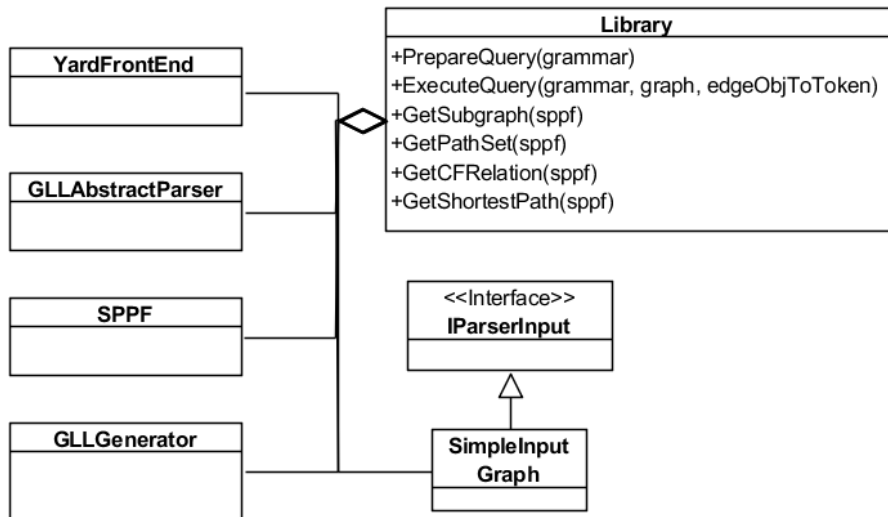 Library
+PrepareQuery(grammar)
+ExecuteQuery(grammar, graph, edgeObjToToken)
+GetSubgraph(sppf)
+GetPathSet(sppf)
+GetCFRelation(sppf)
+GetShortestPath(sppf)
YardFrontEnd
GLLAbstractParser
SPPF
GLLGenerator
<<Interface>>
IParserInput
SimpleInput
Graph